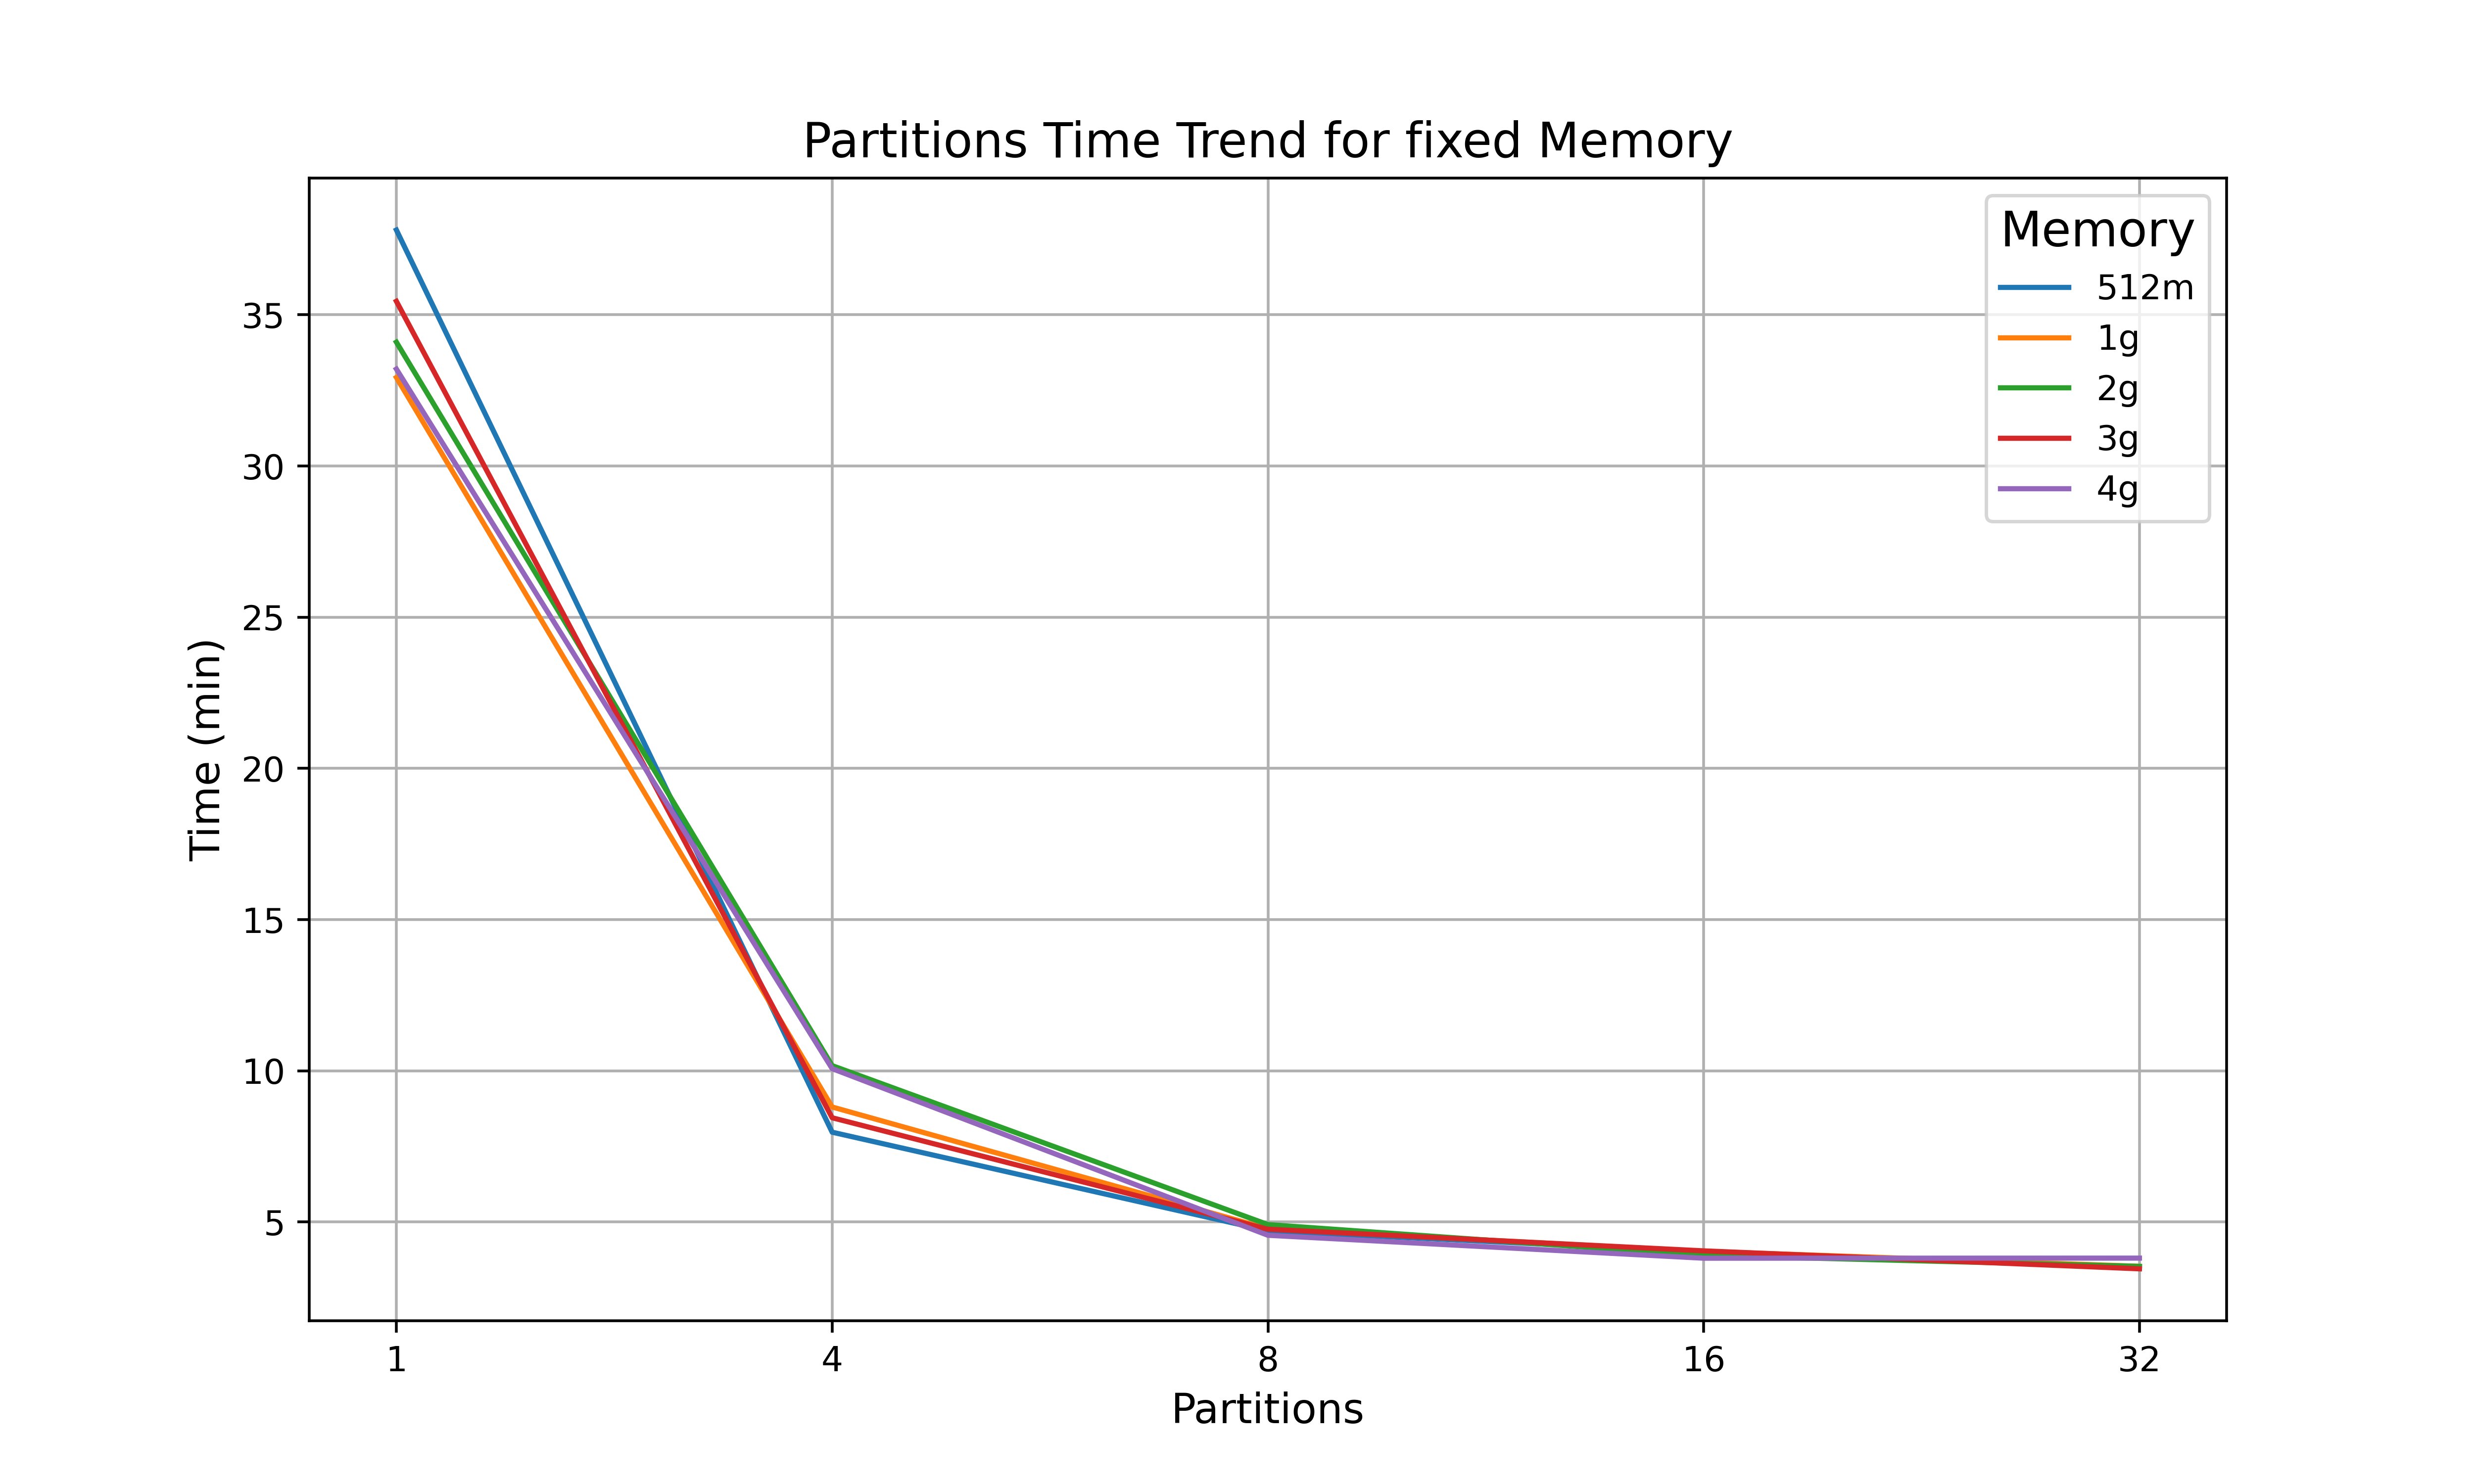 Partitions Time Trend for fixed Memory
Memory
512m
1g
2g
3g
4g
Time (min)
35
30
25
20
15
10
5
1 4 8 16 32
Partitions